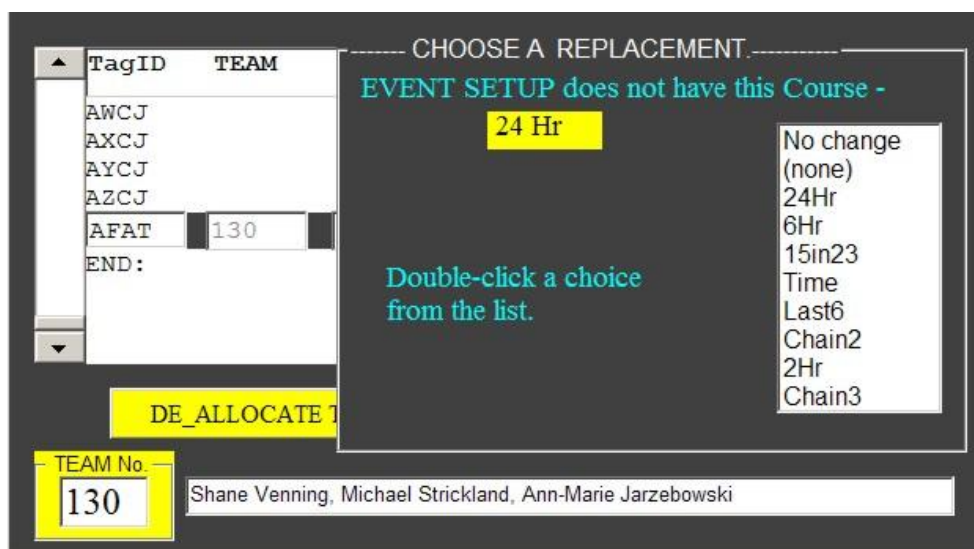 TagID TEAM
AWCJ
AXCJ
AYCJ
AZCJ
AFAT 130
END:
------- CHOOSE A REPLACEMENT.-----------
EVENT SETUP does not have this Course -
24 Hr
No change
(none)
24Hr
6Hr
15in23
Time
Last6
Chain2
2Hr
Chain3
Double-click a choice
from the list.
DE_ALLOCATE
TEAM No.
130
Shane Venning, Michael Strickland, Ann-Marie Jarzebowski